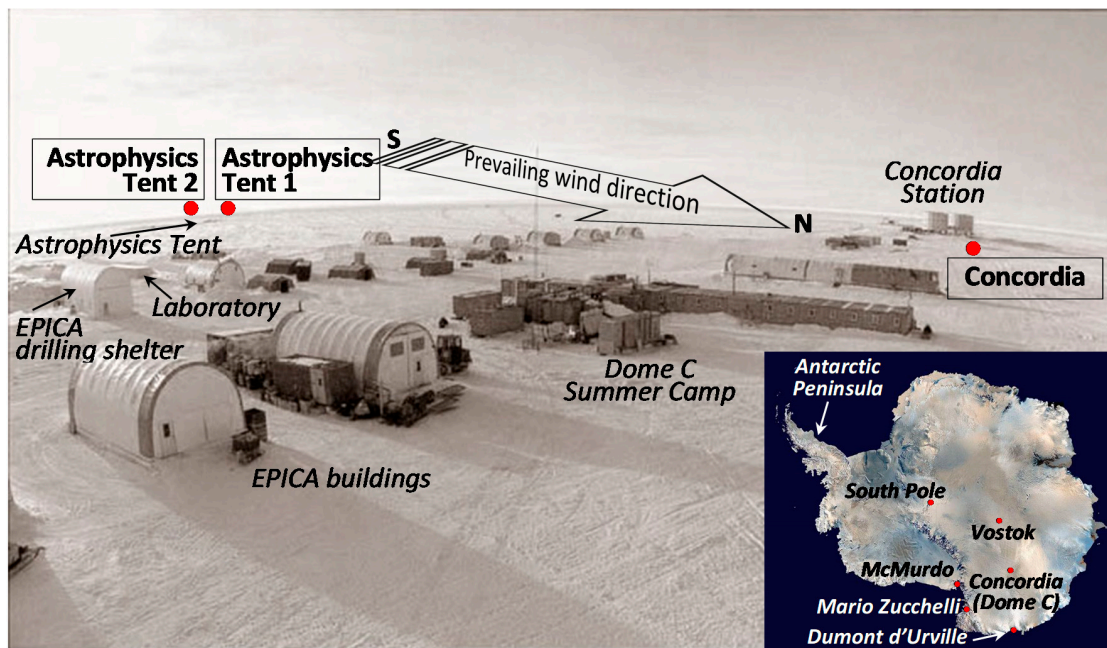 S
Astrophysics
Tent 2
Astrophysics
Tent 1
Prevailing wind direction
N
Concordia
Station
Astrophysics Tent
Concordia
Laboratory
EPICA
drilling shelter
Dome C
Summer Camp
EPICA buildings
Antarctic
Peninsula
South Pole
Vostok
McMurdo
Concordia
(Dome C)
Mario Zucchelli
Dumont d'Urville